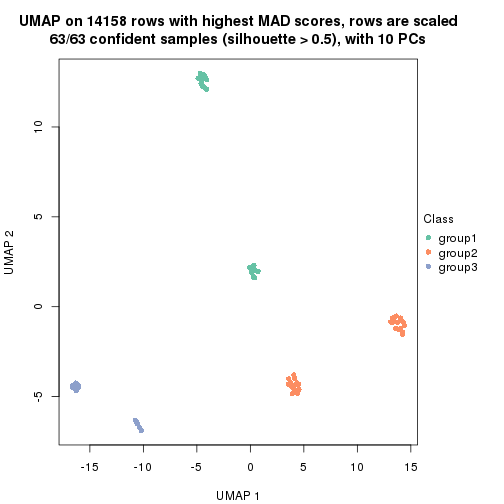 UMAP on 14158 rows with highest MAD scores, rows are scaled
63/63 confident samples (silhouette > 0.5), with 10 PCs
10
5
0
-5
UMAP 2
Class
group1
group2
group3
-15 -10 -5 0 5 10 15
UMAP 1